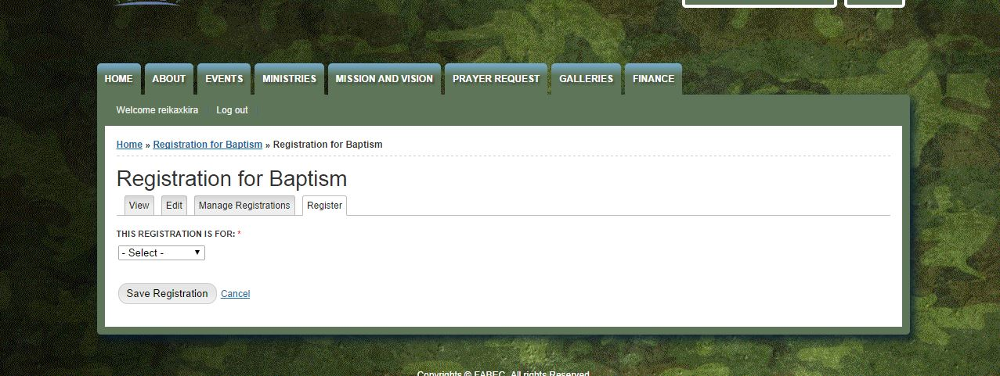 HOME ABOUT EVENTS MINISTRIES MISSION AND VISION PRAYER REQUEST GALLERIES FINANCE
Welcome reikaxkira Log out
Home » Registration for Baptism » Registration for Baptism
Registration for Baptism
View Edit Manage Registrations Register
THIS REGISTRATION IS FOR: *
- Select -
Save Registration Cancel
Copyrights © FABEC. All rights Reserved